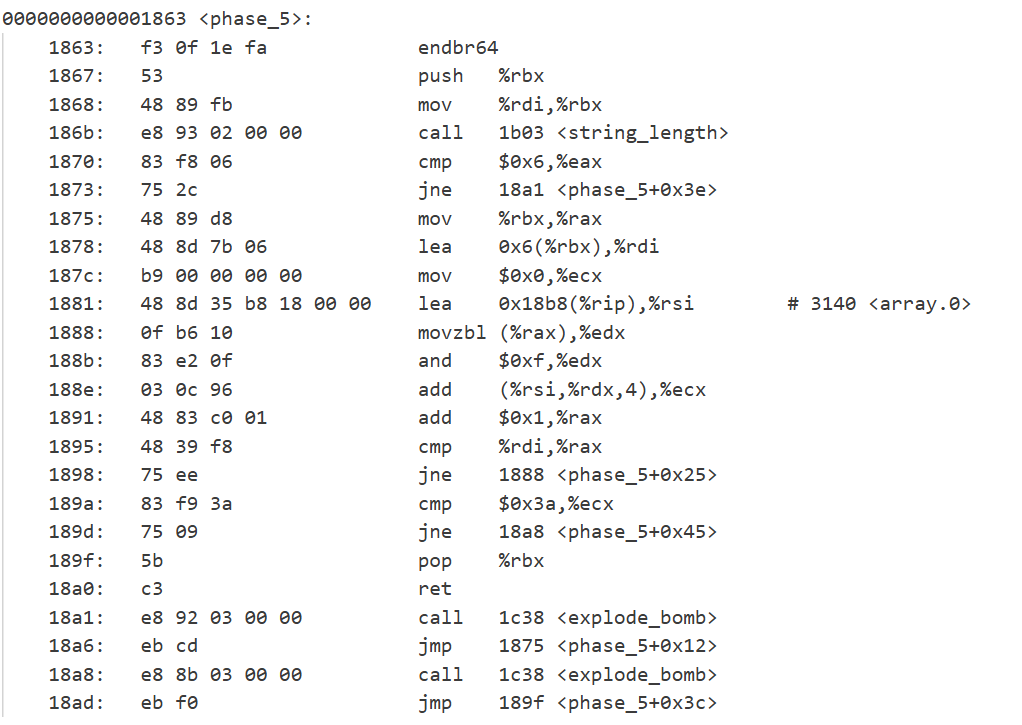 0000000000001863 <phase_5>:
1863: f3 0f 1e fa endbr64
1867: 53 push %rbx
1868: 48 89 fb mov %rdi,%rbx
186b: e8 93 02 00 00 call 1b03 <string_length>
1870: 83 f8 06 cmp $0x6,%eax
1873: 75 2c jne 18a1 <phase_5+0x3e>
1875: 48 89 d8 mov %rbx,%rax
1878: 48 8d 7b 06 lea 0x6(%rbx),%rdi
187c: b9 00 00 00 00 mov $0x0,%ecx
1881: 48 8d 35 b8 18 00 00 lea 0x18b8(%rip),%rsi # 3140 <array.0>
1888: 0f b6 10 movzbl (%rax),%edx
188b: 83 e2 0f and $0xf,%edx
188e: 03 0c 96 add (%rsi,%rdx,4),%ecx
1891: 48 83 c0 01 add $0x1,%rax
1895: 48 39 f8 cmp %rdi,%rax
1898: 75 ee jne 1888 <phase_5+0x25>
189a: 83 f9 3a cmp $0x3a,%ecx
189d: 75 09 jne 18a8 <phase_5+0x45>
189f: 5b pop %rbx
18a0: c3 ret
18a1: e8 92 03 00 00 call 1c38 <explode_bomb>
18a6: eb cd jmp 1875 <phase_5+0x12>
18a8: e8 8b 03 00 00 call 1c38 <explode_bomb>
18ad: eb f0 jmp 189f <phase_5+0x3c>